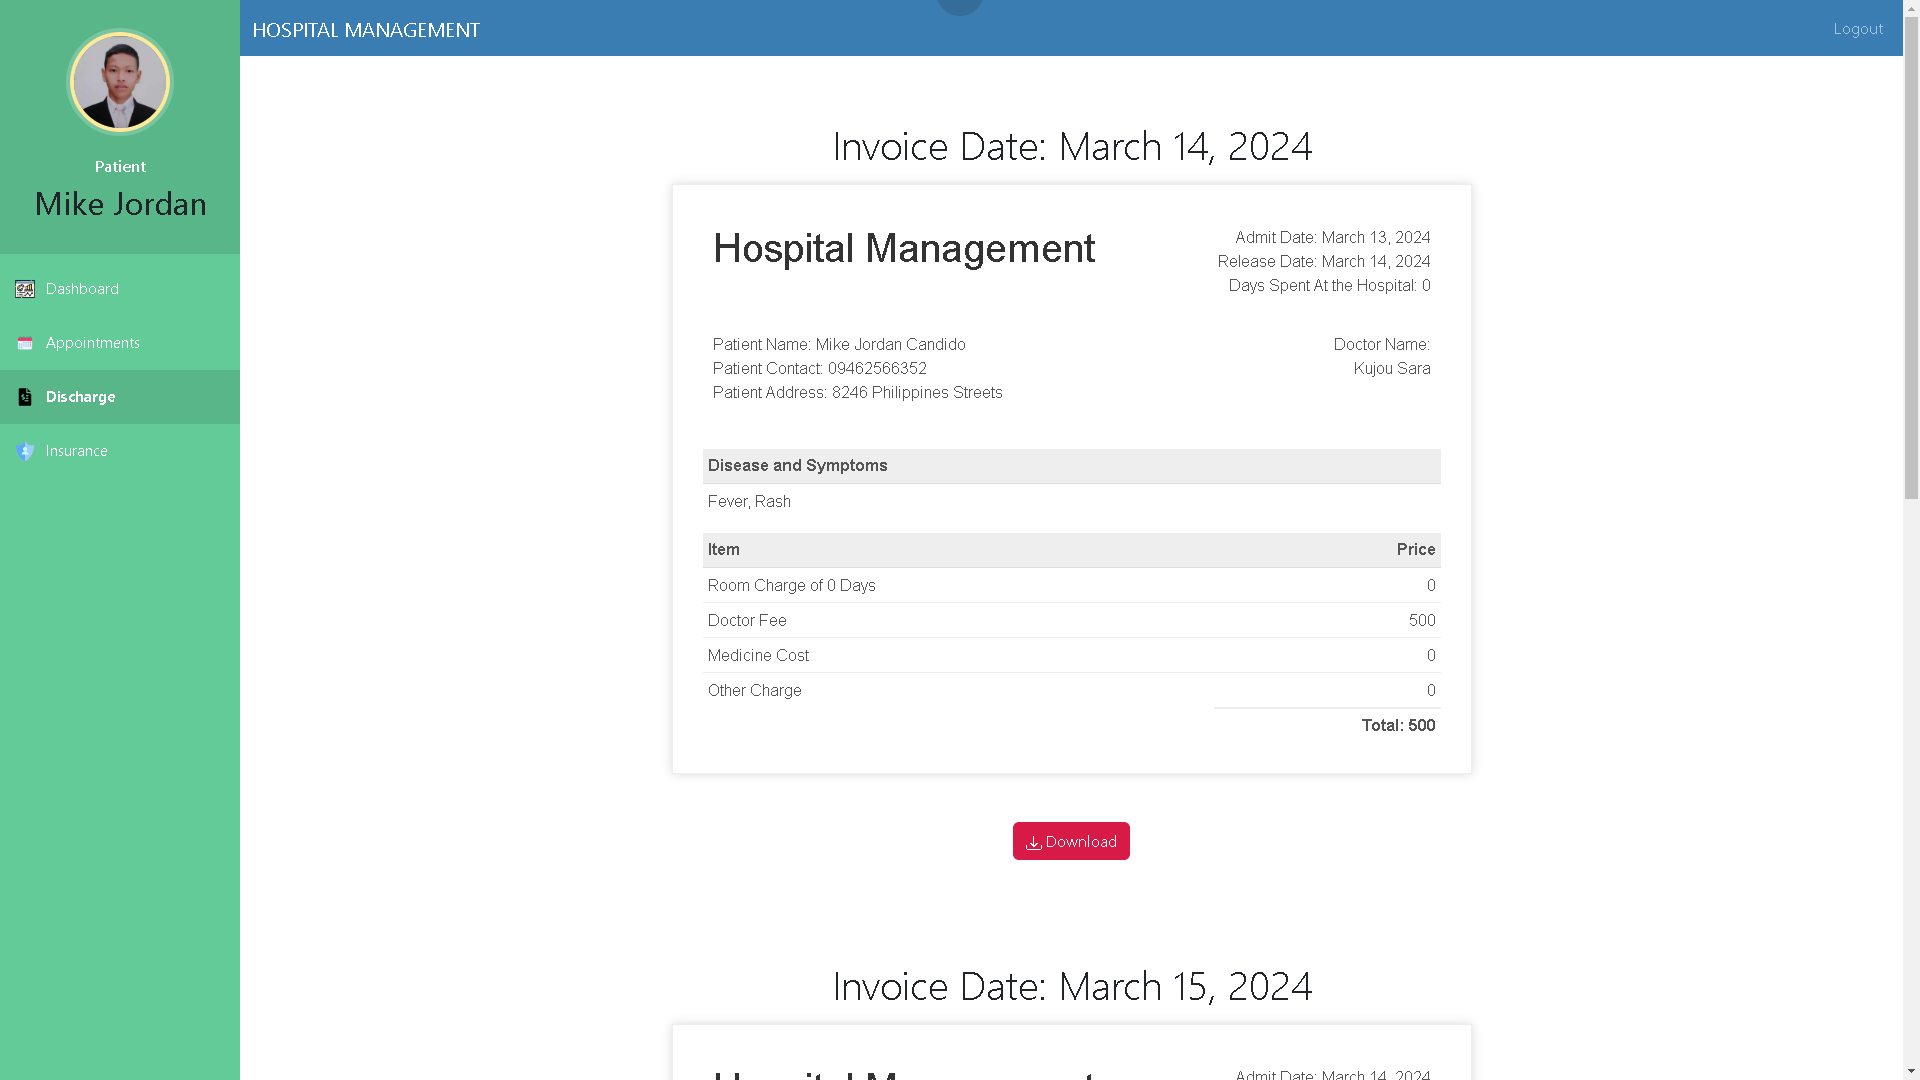 HOSPITAL MANAGEMENT
Logout
Patient
Mike Jordan
Dashboard
Appointments
Discharge
Insurance
Invoice Date: March 14, 2024
Hospital Management
Admit Date: March 13, 2024
Release Date: March 14, 2024
Days Spent At the Hospital: 0
Patient Name: Mike Jordan Candido
Patient Contact: 09462566352
Patient Address: 8246 Philippines Streets
Doctor Name:
Kujou Sara
Disease and Symptoms
Fever, Rash
Item Price
Room Charge of 0 Days 0
Doctor Fee 500
Medicine Cost 0
Other Charge 0
Total: 500
Download
Invoice Date: March 15, 2024
Hospital Management
Admit Date: March 14, 2024